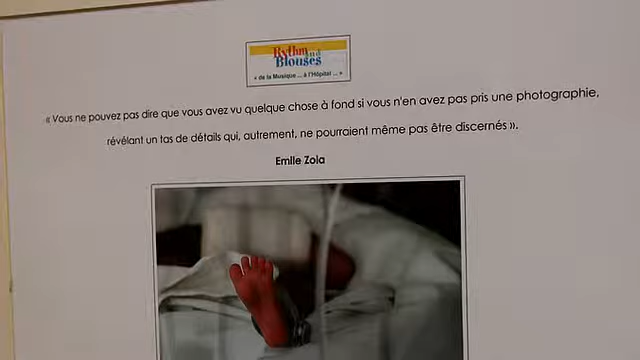 Rythm and
Blouses
« de la Musique ... à l'Hôpital ... »
« Vous ne pouvez pas dire que vous avez vu quelque chose à fond si vous n'en avez pas pris une photographie,
révélant un tas de détails qui, autrement, ne pourraient même pas être discernés ».
Emile Zola